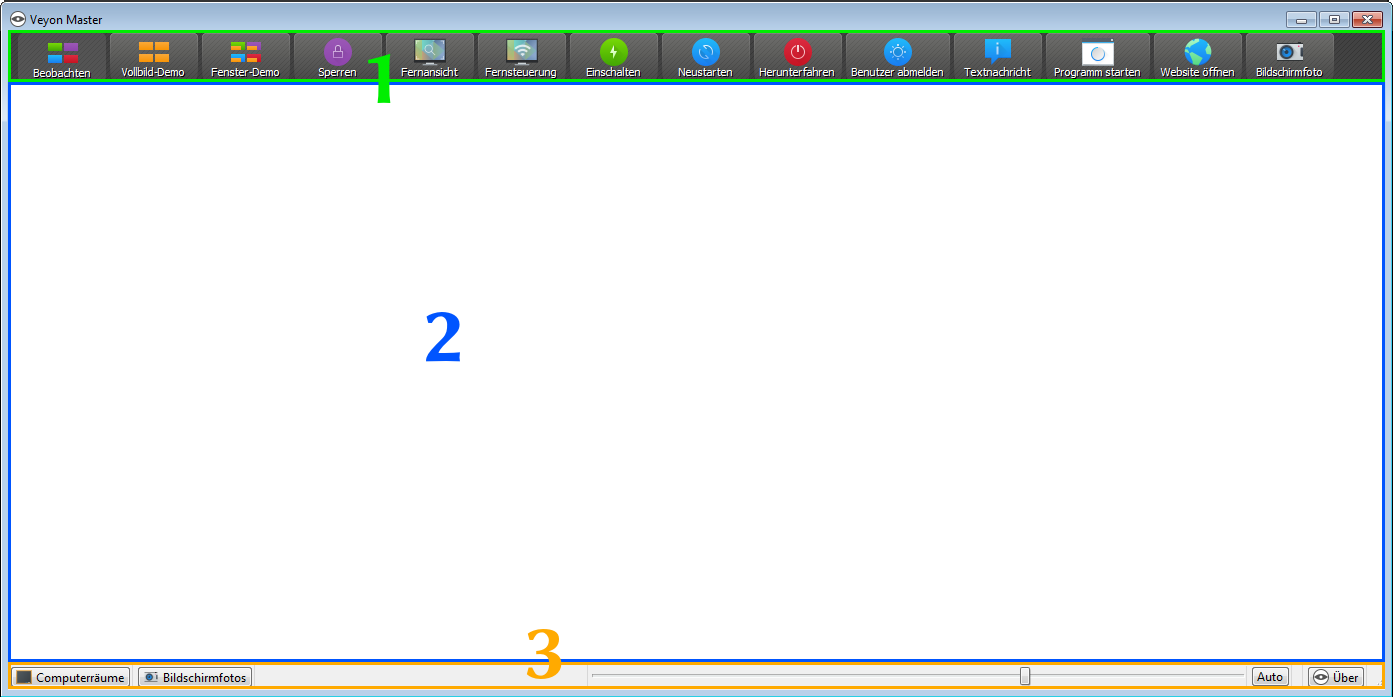 Veyon Master
Beobachten Vollbild-Demo Fenster-Demo Sperren Fernansicht Fernsteuerung Einschalten Neustarten Herunterfahren Benutzer abmelden Textnachricht Programm starten Website öffnen Bildschirmfoto
1
2
3
Computerräume Bildschirmfotos Auto Über